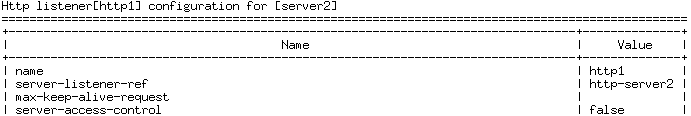 Http listener[http1] configuration for [server2]
================================================================================
+--------------------------------------------------------------------+------------+
| Name | Value |
+--------------------------------------------------------------------+------------+
| name | http1 |
| server-listener-ref | http-server2 |
| max-keep-alive-request | |
| server-access-control | false |